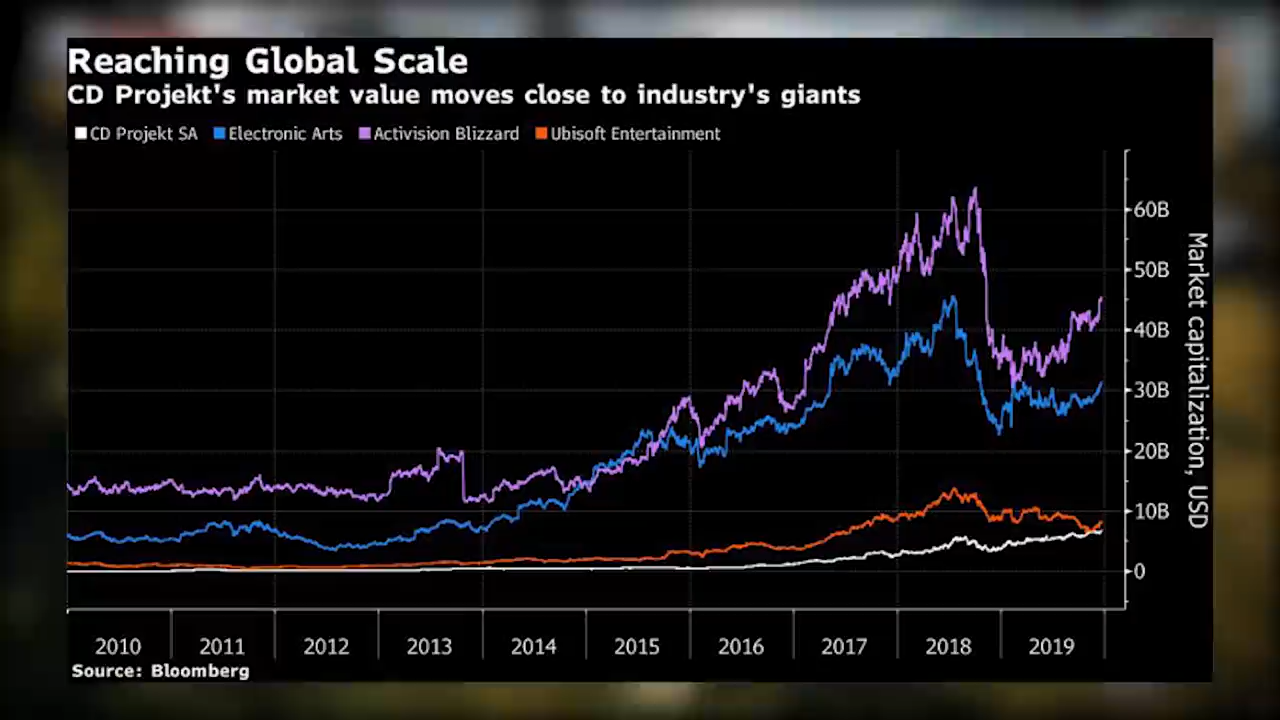 Reaching Global Scale
CD Projekt's market value moves close to industry's giants
CD Projekt SA Electronic Arts Activision Blizzard Ubisoft Entertainment
60B
50B
40B
30B
20B
10B
0
Market capitalization, USD
2010 2011 2012 2013 2014 2015 2016 2017 2018 2019
Source: Bloomberg